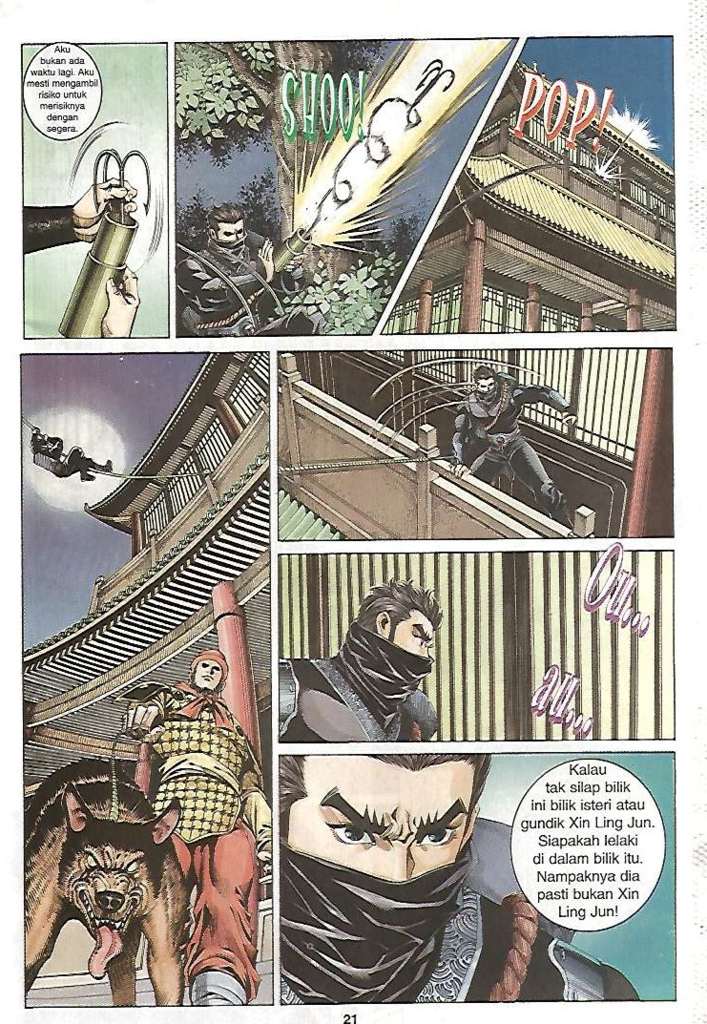 Aku
bukan ada
waktu lagi. Aku
mesti mengambil
risiko untuk
merisiknya
dengan
segera.
SHOO!
POP!
Ou...
au...
Kalau
tak silap bilik
ini bilik isteri atau
gundik Xin Ling Jun.
Siapakah lelaki
di dalam bilik itu.
Nampaknya dia
pasti bukan Xin
Ling Jun!
21